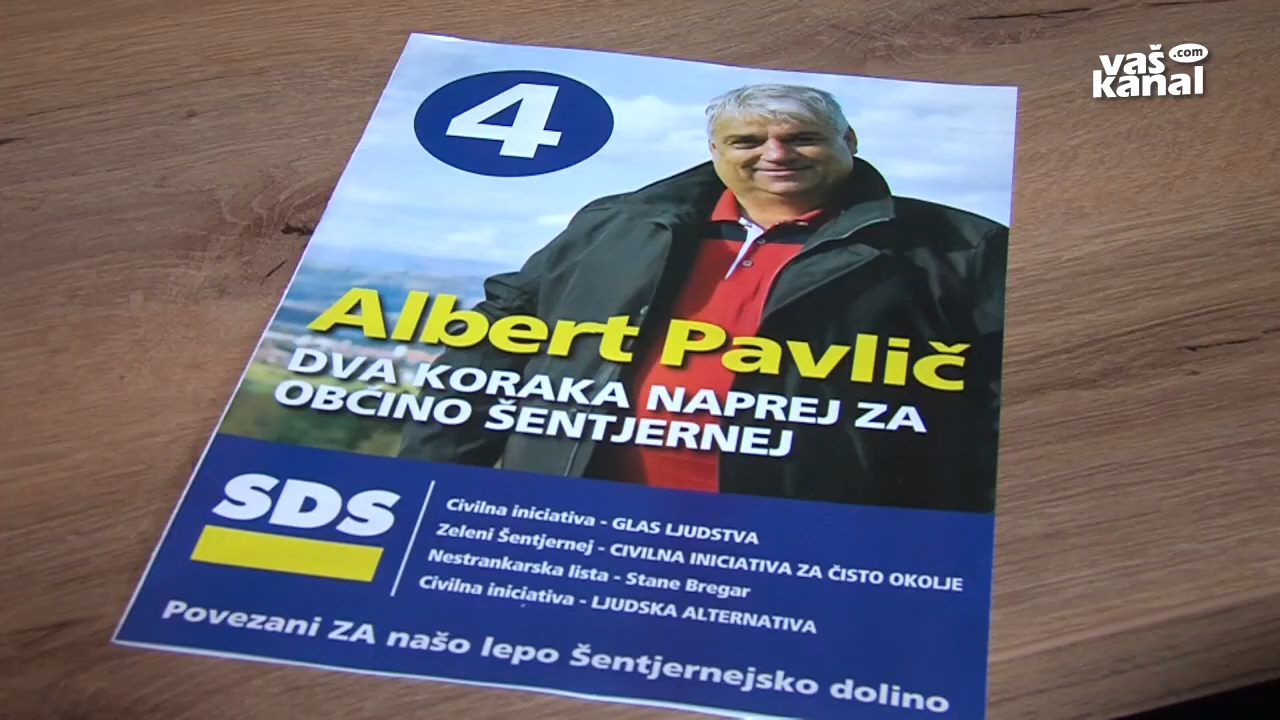 vaš
.com
kanal
4
Albert Pavlič
DVA KORAKA NAPREJ ZA
OBČINO ŠENTJERNEJ
SDS
Civilna iniciativa - GLAS LJUDSTVA
Zeleni Šentjernej - CIVILNA INICIATIVA ZA ČISTO OKOLJE
Nestrankarska lista - Stane Bregar
Civilna iniciativa - LJUDSKA ALTERNATIVA
Povezani ZA našo lepo Šentjernejsko dolino